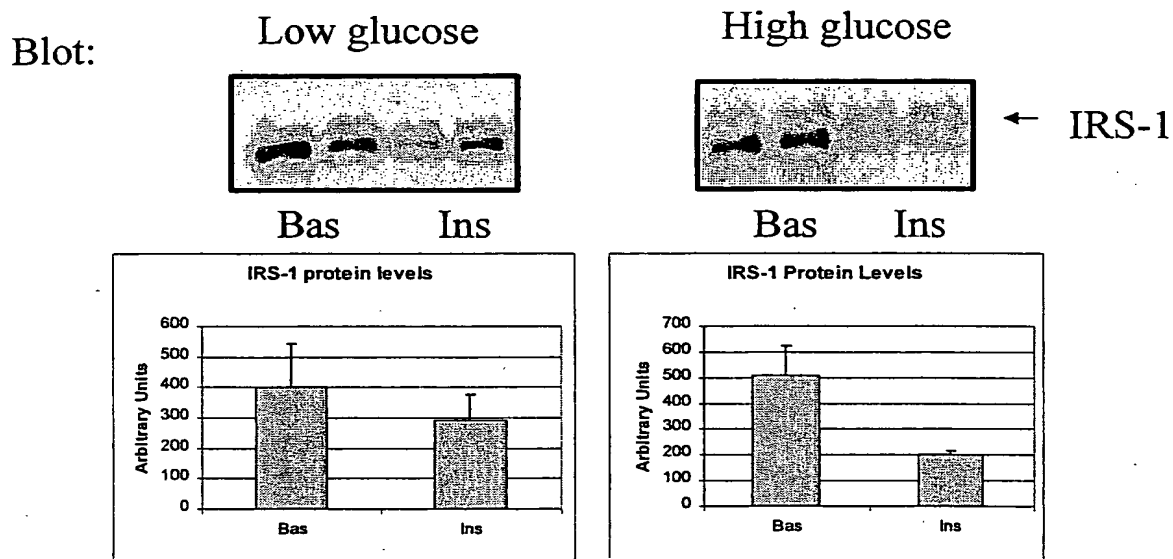 Blot:
Low glucose
High glucose
IRS-1
Bas Ins
Bas Ins
IRS-1 protein levels
Arbitrary Units
600
500
400
300
200
100
0
Bas Ins
IRS-1 Protein Levels
Arbitrary Units
700
600
500
400
300
200
100
0
Bas Ins